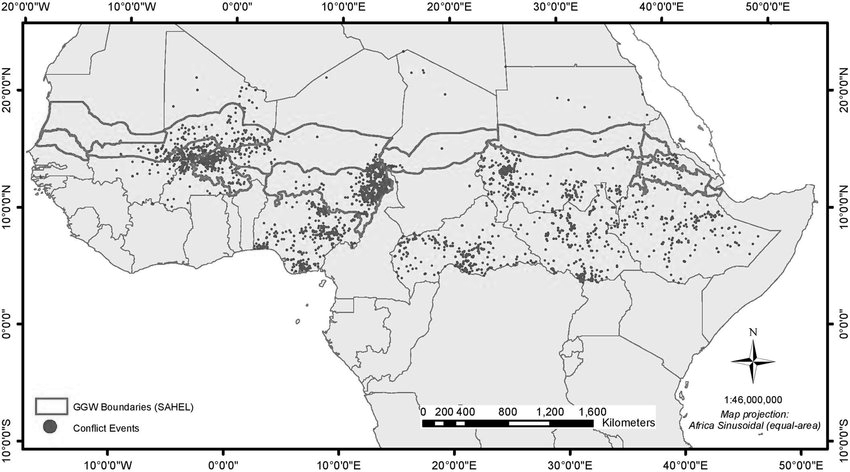 20°0'0"W 10°0'0"W 0°0'0" 10°0'0"E 20°0'0"E 30°0'0"E 40°0'0"E 50°0'0"E
20°0'0"N
20°0'0"N
10°0'0"N
10°0'0"N
0°0'0"
0°0'0"
10°0'0"S
10°0'0"S
N
GGW Boundaries (SAHEL)
Conflict Events
0 200 400 800 1,200 1,600
Kilometers
1:46,000,000
Map projection:
Africa Sinusoidal (equal-area)
10°0'0"W 0°0'0" 10°0'0"E 20°0'0"E 30°0'0"E 40°0'0"E 50°0'0"E